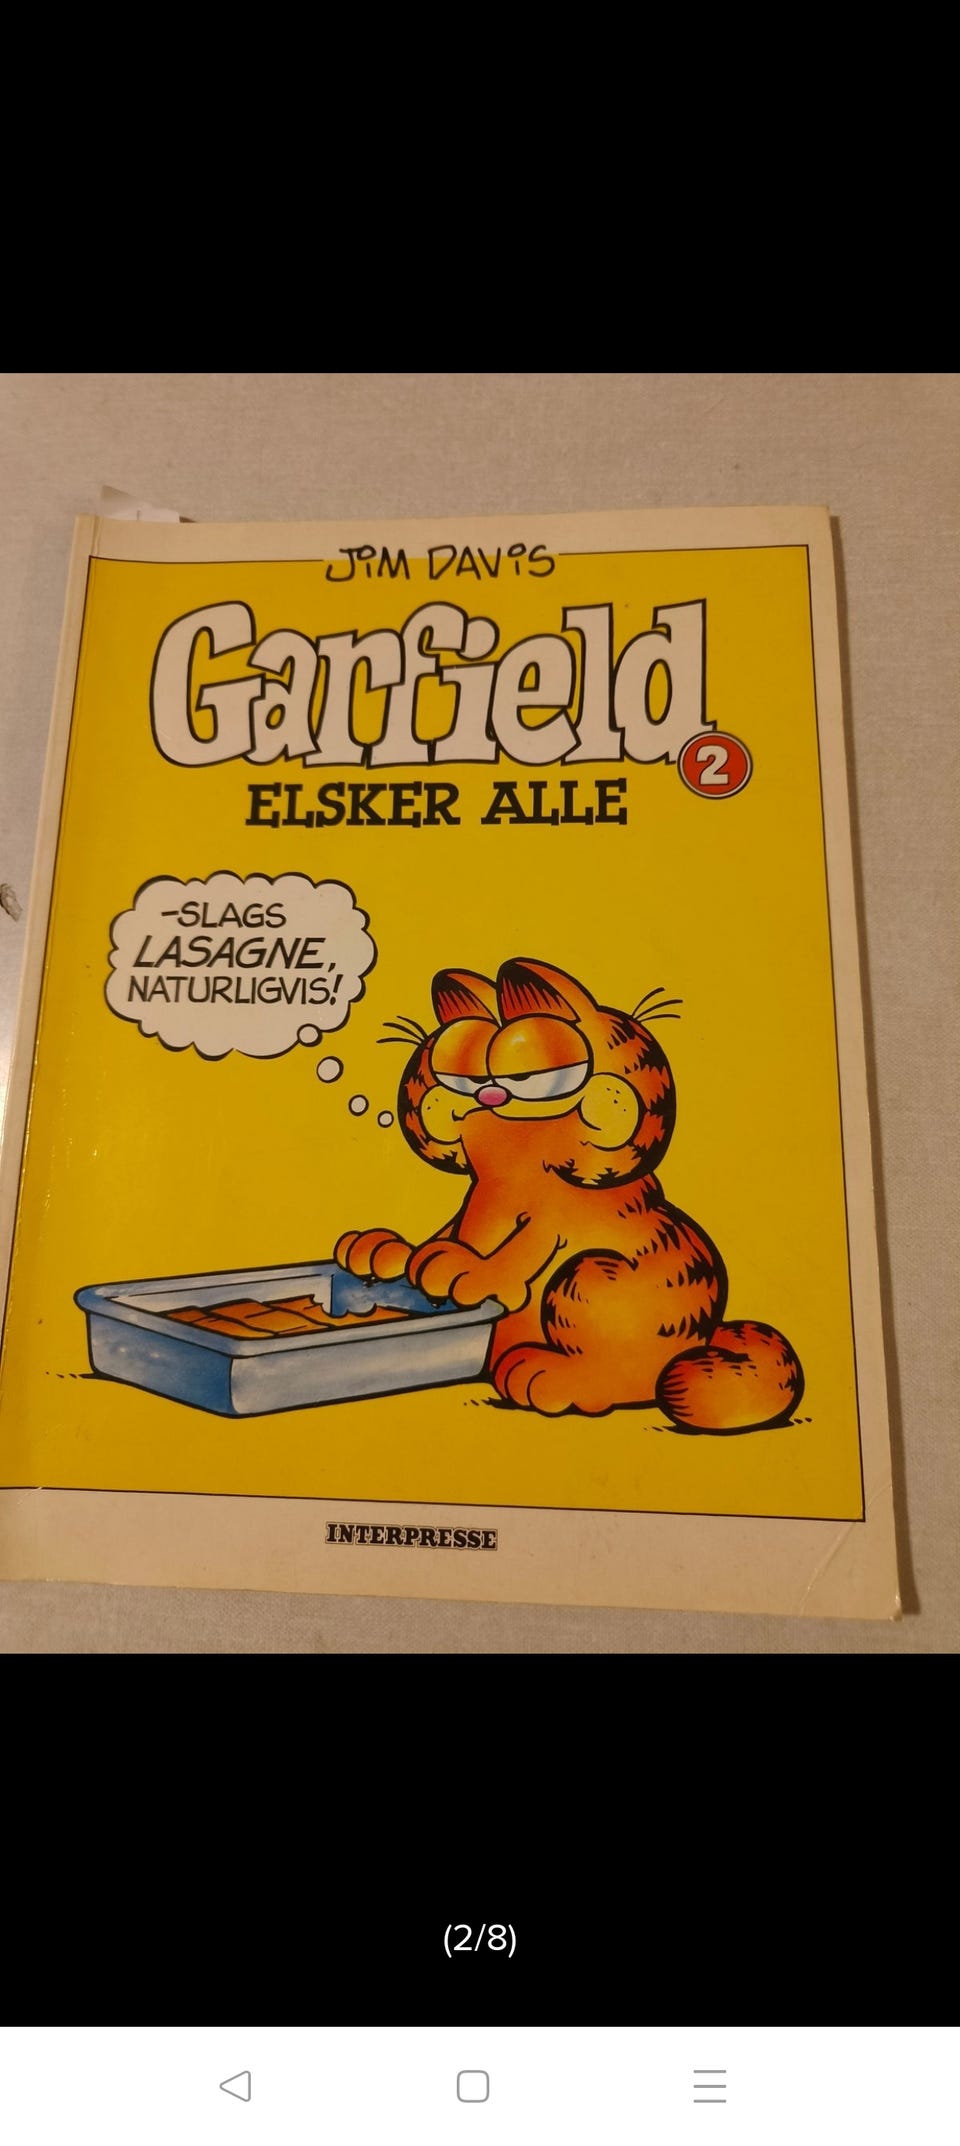 JIM DAVIS
Garfield
2
ELSKER ALLE
-SLAGS
LASAGNE,
NATURLIGVIS!
INTERPRESSE
(2/8)